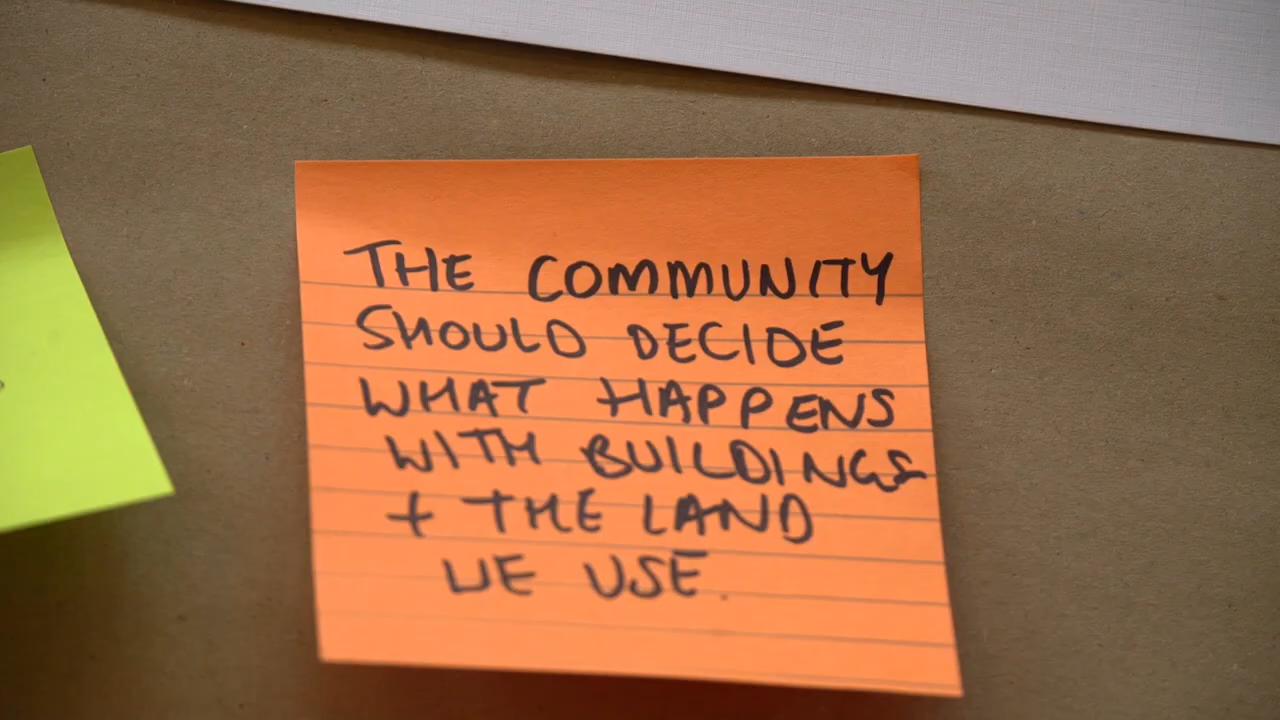 THE COMMUNITY
SHOULD DECIDE
WHAT HAPPENS
WITH BUILDINGS
+ THE LAND
WE USE.